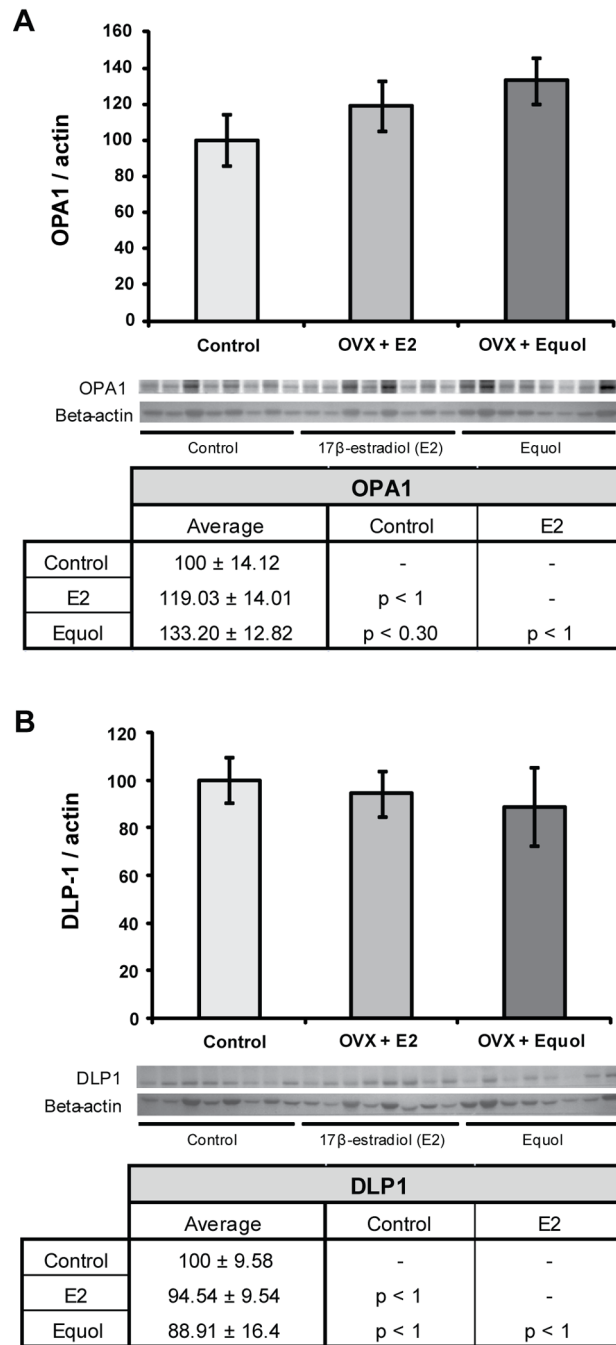 A
OPA1 / actin
160
140
120
100
80
60
40
20
0
Control OVX + E2 OVX + Equol
OPA1
Beta-actin
Control 17β-estradiol (E2) Equol
OPA1
Average Control E2
Control 100 ± 14.12 - -
E2 119.03 ± 14.01 p < 1 -
Equol 133.20 ± 12.82 p < 0.30 p < 1
B
DLP-1 / actin
120
100
80
60
40
20
0
Control OVX + E2 OVX + Equol
DLP1
Beta-actin
Control 17β-estradiol (E2) Equol
DLP1
Average Control E2
Control 100 ± 9.58 - -
E2 94.54 ± 9.54 p < 1 -
Equol 88.91 ± 16.4 p < 1 p < 1